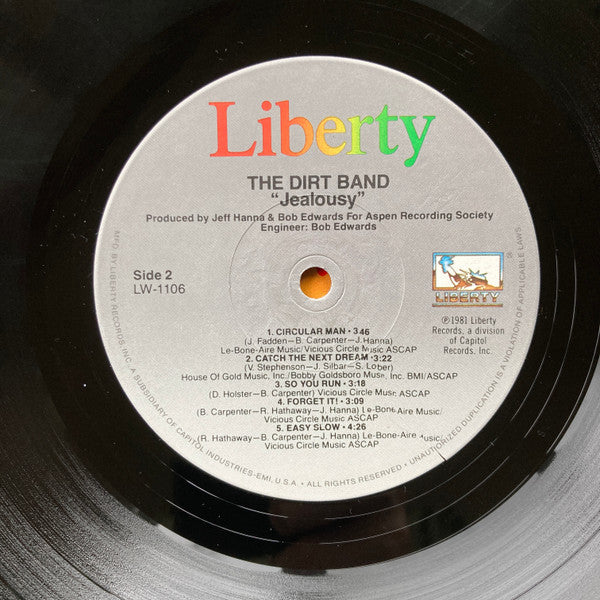 Liberty
THE DIRT BAND
"Jealousy"
Produced by Jeff Hanna & Bob Edwards For Aspen Recording Society
Engineer: Bob Edwards
Side 2
LW-1106
LIBERTY
®
℗1981 Liberty
Records, a division
of Capitol
Records, Inc.
1. CIRCULAR MAN • 3:46
(J. Fadden–B. Carpenter–J. Hanna)
Le-Bone-Aire Music/Vicious Circle Music ASCAP
2. CATCH THE NEXT DREAM • 3:22
(V. Stephenson–J. Silbar–S. Lober)
House Of Gold Music, Inc./Bobby Goldsboro Music, Inc. BMI/ASCAP
3. SO YOU RUN • 3:18
(D. Holster–B. Carpenter) Vicious Circle Music ASCAP
4. FORGET IT! • 3:09
(B. Carpenter–R. Hathaway–J. Hanna) Le-Bone-Aire Music/
Vicious Circle Music ASCAP
5. EASY SLOW • 4:26
(R. Hathaway–B. Carpenter–J. Hanna) Le-Bone-Aire Music/
Vicious Circle Music ASCAP
MFD. BY LIBERTY RECORDS INC. A SUBSIDIARY OF CAPITOL INDUSTRIES-EMI, U.S.A. • ALL RIGHTS RESERVED • UNAUTHORIZED DUPLICATION IS A VIOLATION OF APPLICABLE LAWS.